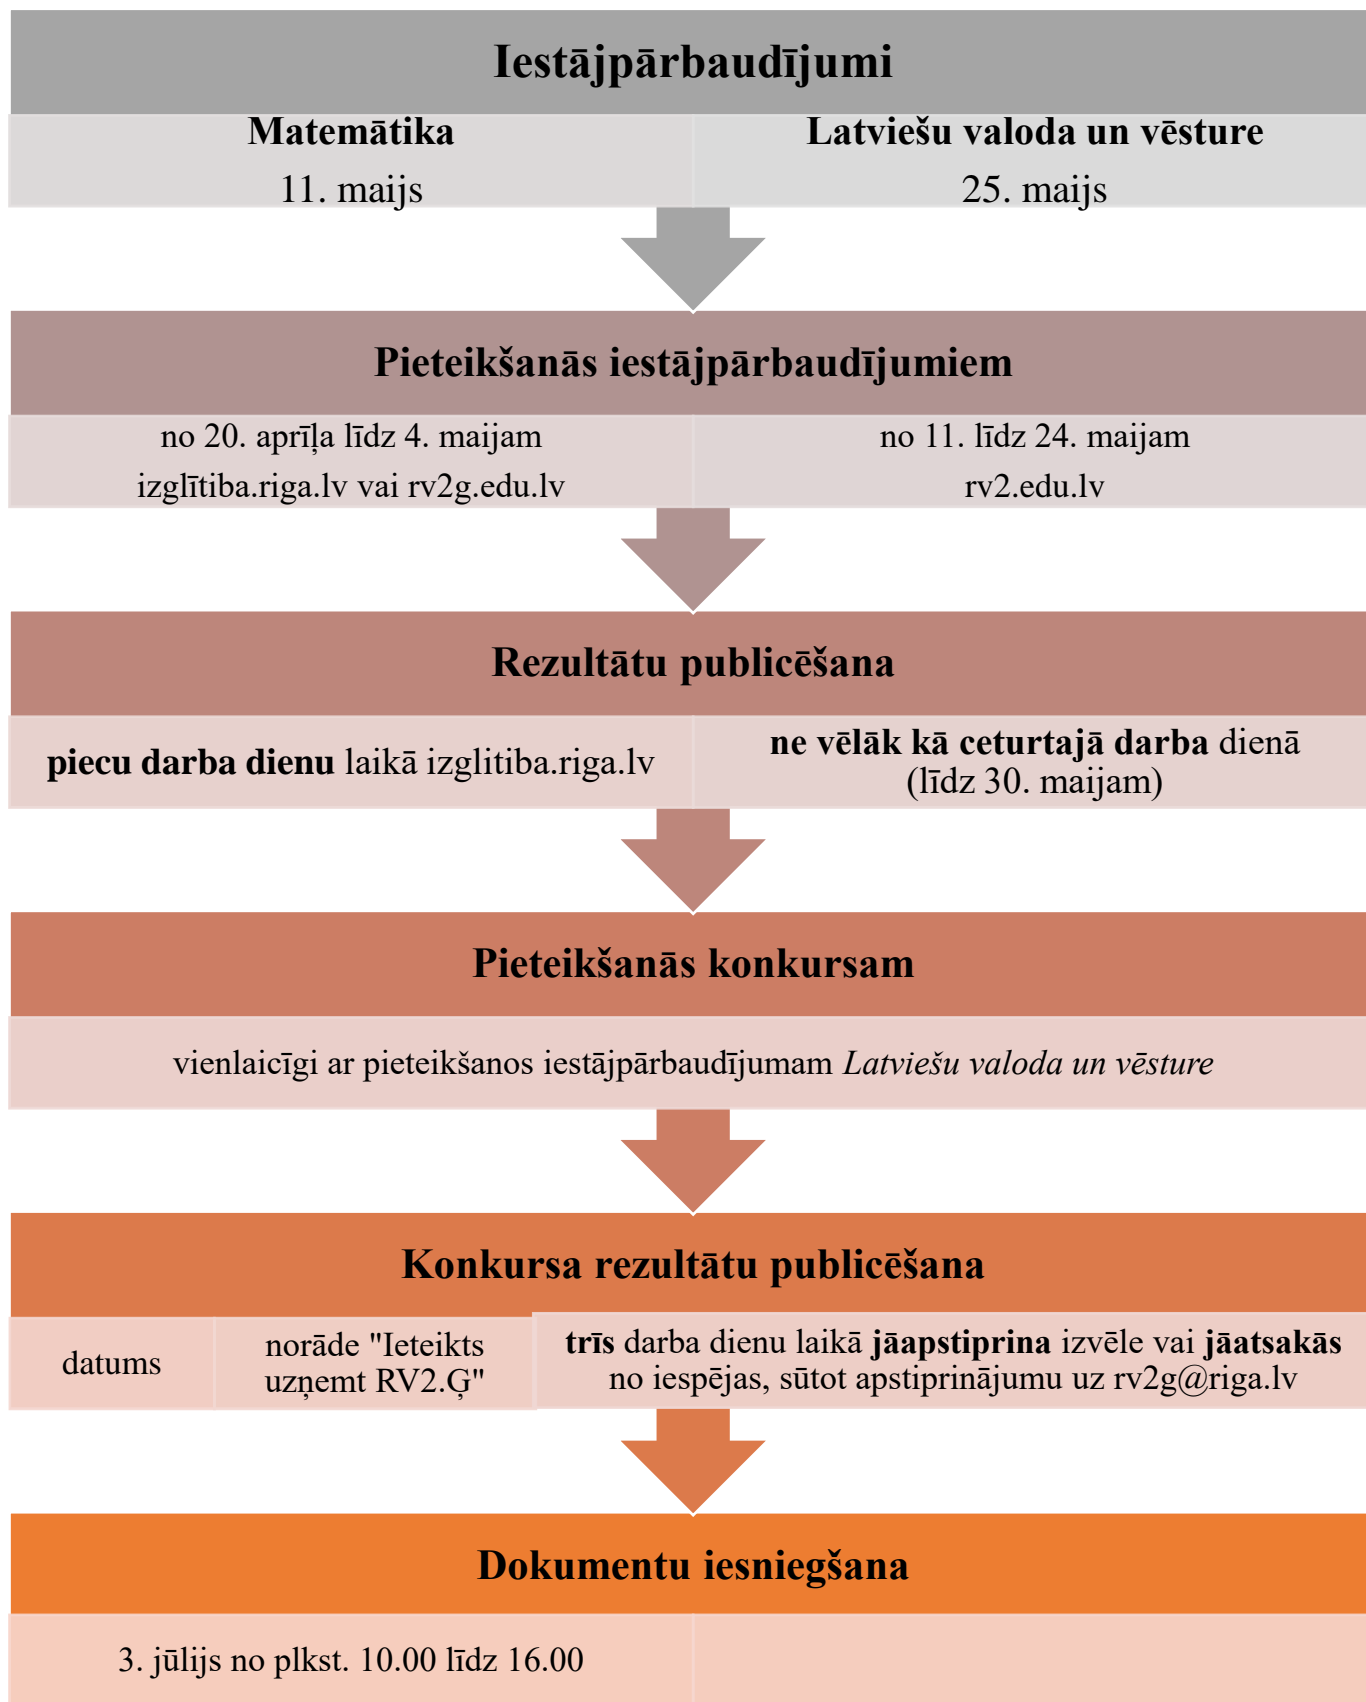 Iestājpārbaudījumi
Matemātika
11. maijs
Latviešu valoda un vēsture
25. maijs
Pieteikšanās iestājpārbaudījumiem
no 20. aprīļa līdz 4. maijam
izglītiba.riga.lv vai rv2g.edu.lv
no 11. līdz 24. maijam
rv2.edu.lv
Rezultātu publicēšana
piecu darba dienu laikā izglitiba.riga.lv
ne vēlāk kā ceturtajā darba dienā
(līdz 30. maijam)
Pieteikšanās konkursam
vienlaicīgi ar pieteikšanos iestājpārbaudījumam Latviešu valoda un vēsture
Konkursa rezultātu publicēšana
datums
norāde "Ieteikts
uzņemt RV2.Ģ"
trīs darba dienu laikā jāapstiprina izvēle vai jāatsakās
no iespējas, sūtot apstiprinājumu uz rv2g@riga.lv
Dokumentu iesniegšana
3. jūlijs no plkst. 10.00 līdz 16.00